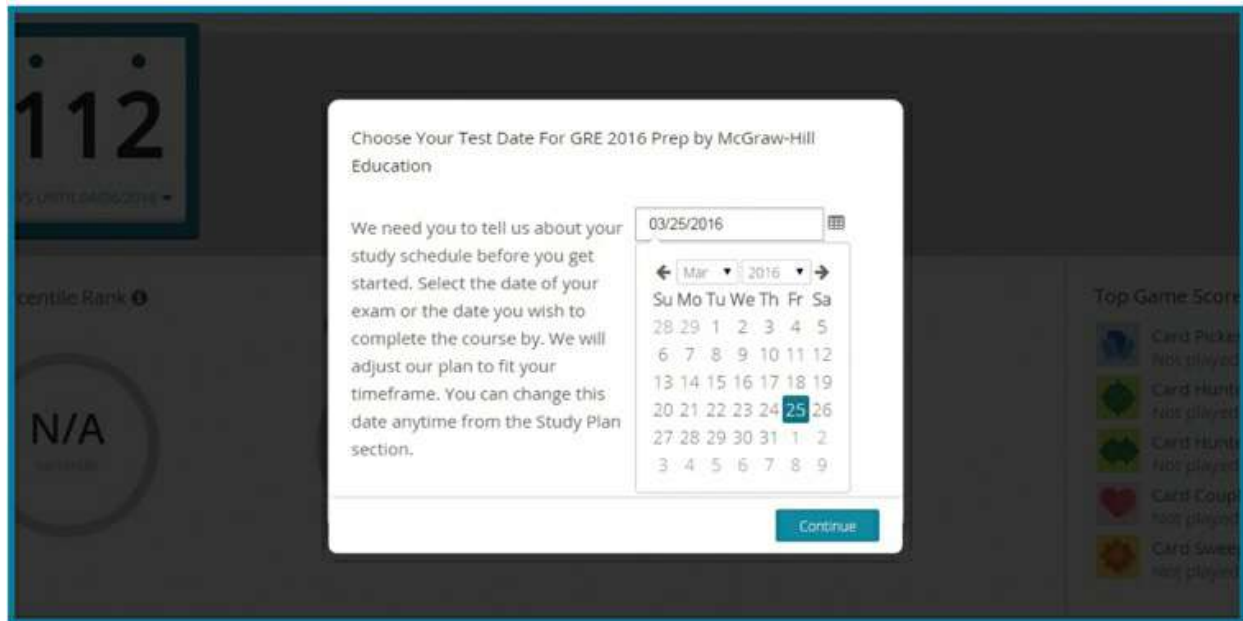 112
Choose Your Test Date For GRE 2016 Prep by McGraw-Hill
Education
We need you to tell us about your
study schedule before you get
started. Select the date of your
exam or the date you wish to
complete the course by. We will
adjust our plan to fit your
timeframe. You can change this
date anytime from the Study Plan
section.
03/25/2016
Mar 2016
Su Mo Tu We Th Fr Sa
28 29 1 2 3 4 5
6 7 8 9 10 11 12
13 14 15 16 17 18 19
20 21 22 23 24 25 26
27 28 29 30 31 1 2
3 4 5 6 7 8 9
Continue
Rank
N/A
Top Game Score
Card
Not played
Card
Not played
Card
Not played
Card
Not played
Card
Not played